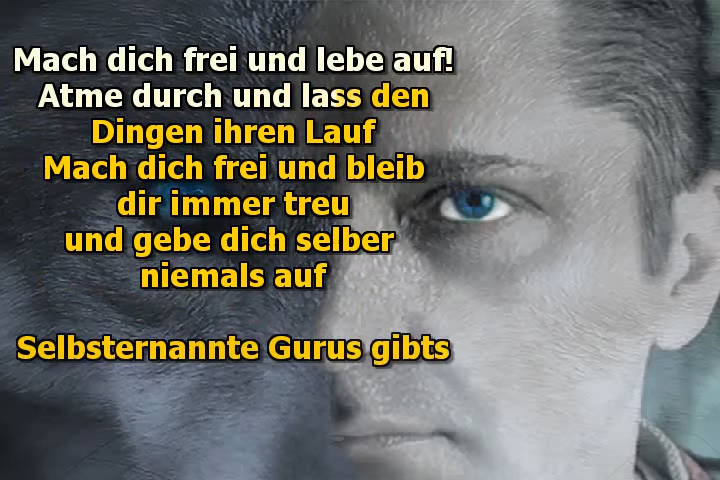 Mach dich frei und lebe auf!
Atme durch und lass den
Dingen ihren Lauf
Mach dich frei und bleib
dir immer treu
und gebe dich selber
niemals auf
Selbsternannte Gurus gibts